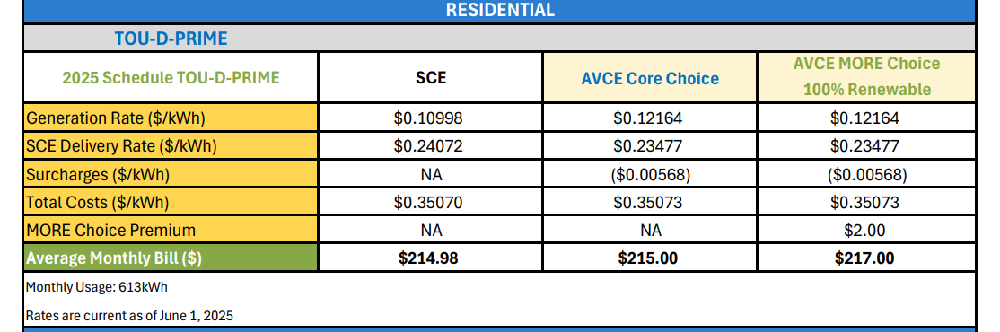 RESIDENTIAL
TOU-D-PRIME
2025 Schedule TOU-D-PRIME SCE AVCE Core Choice AVCE MORE Choice
100% Renewable
Generation Rate ($/kWh) $0.10998 $0.12164 $0.12164
SCE Delivery Rate ($/kWh) $0.24072 $0.23477 $0.23477
Surcharges ($/kWh) NA ($0.00568) ($0.00568)
Total Costs ($/kWh) $0.35070 $0.35073 $0.35073
MORE Choice Premium NA NA $2.00
Average Monthly Bill ($) $214.98 $215.00 $217.00
Monthly Usage: 613kWh
Rates are current as of June 1, 2025